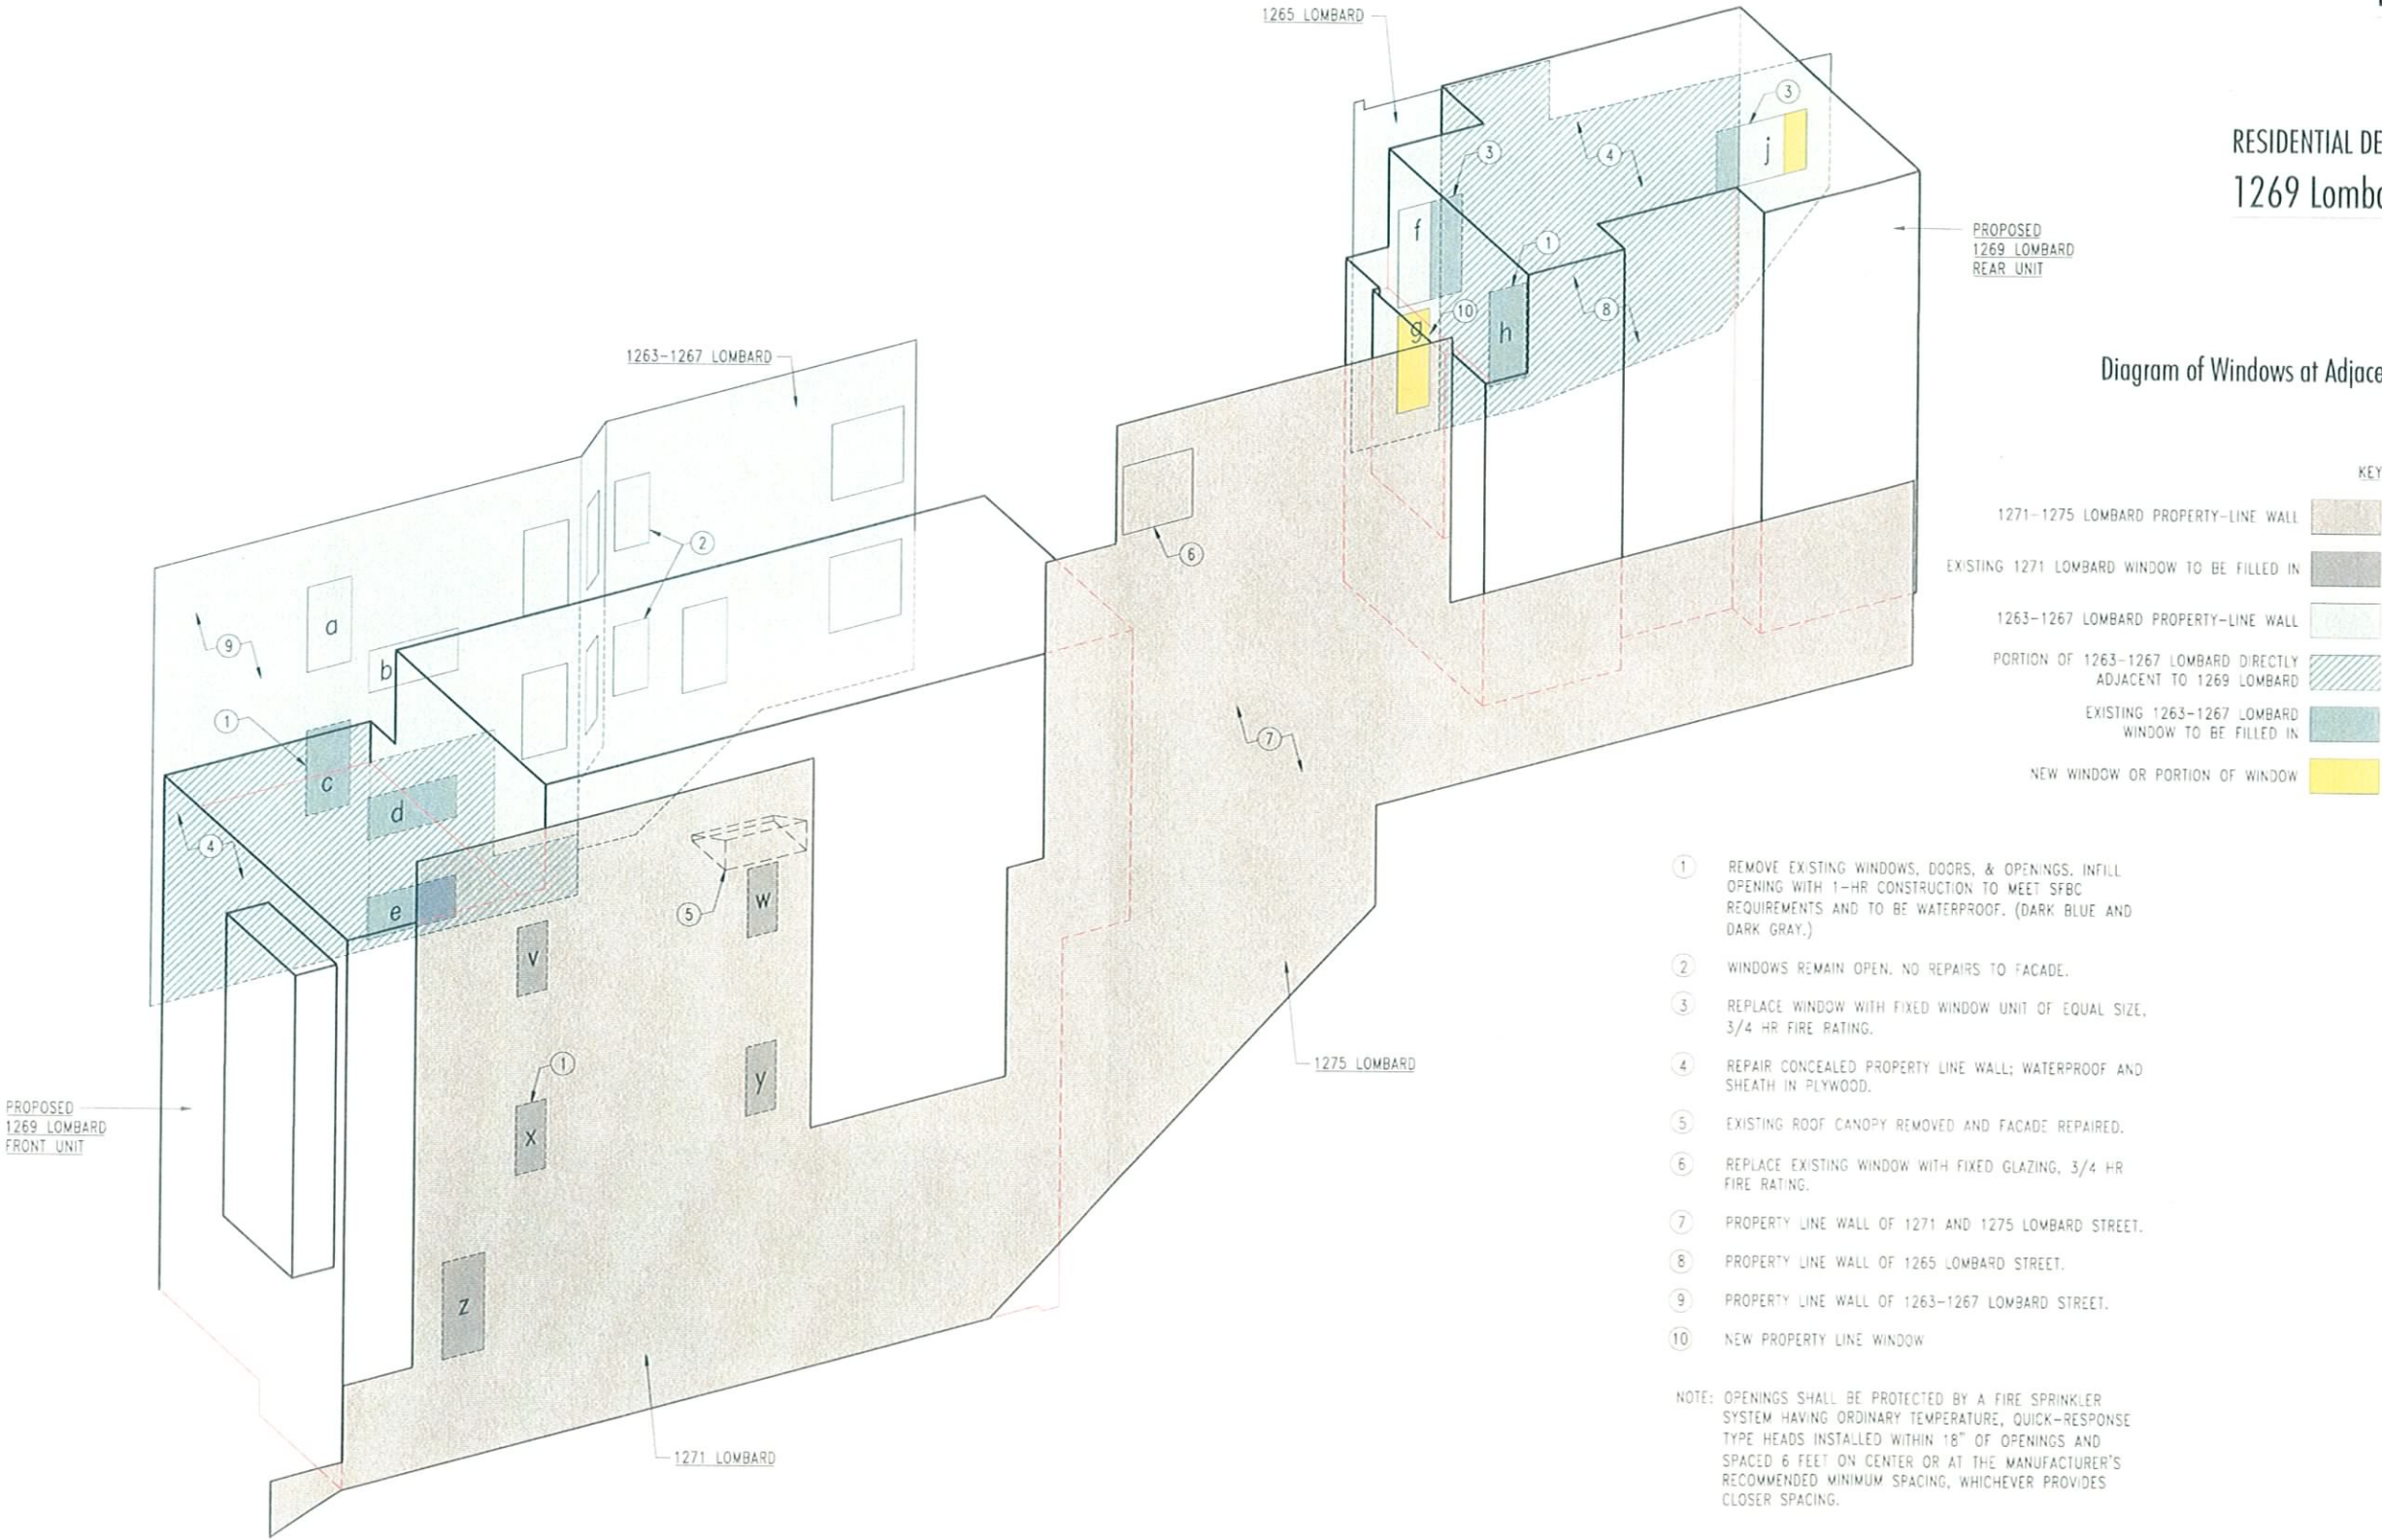 1265 LOMBARD
3
RESIDENTIAL DE
1269 Lomba
3
4
f
j
1
PROPOSED
1269 LOMBARD
REAR UNIT
g
10
h
8
1263-1267 LOMBARD
Diagram of Windows at Adjace
KEY
1271-1275 LOMBARD PROPERTY-LINE WALL
EXISTING 1271 LOMBARD WINDOW TO BE FILLED IN
1263-1267 LOMBARD PROPERTY-LINE WALL
PORTION OF 1263-1267 LOMBARD DIRECTLY
ADJACENT TO 1269 LOMBARD
EXISTING 1263-1267 LOMBARD
WINDOW TO BE FILLED IN
NEW WINDOW OR PORTION OF WINDOW
2
6
a
9
b
1
c
d
4
e
7
5
w
v
1
y
x
z
PROPOSED
1269 LOMBARD
FRONT UNIT
1275 LOMBARD
1271 LOMBARD
1 REMOVE EXISTING WINDOWS, DOORS, & OPENINGS. INFILL
OPENING WITH 1-HR CONSTRUCTION TO MEET SFBC
REQUIREMENTS AND TO BE WATERPROOF. (DARK BLUE AND
DARK GRAY.)
2 WINDOWS REMAIN OPEN. NO REPAIRS TO FACADE.
3 REPLACE WINDOW WITH FIXED WINDOW UNIT OF EQUAL SIZE,
3/4 HR FIRE RATING.
4 REPAIR CONCEALED PROPERTY LINE WALL; WATERPROOF AND
SHEATH IN PLYWOOD.
5 EXISTING ROOF CANOPY REMOVED AND FACADE REPAIRED.
6 REPLACE EXISTING WINDOW WITH FIXED GLAZING, 3/4 HR
FIRE RATING.
7 PROPERTY LINE WALL OF 1271 AND 1275 LOMBARD STREET.
8 PROPERTY LINE WALL OF 1265 LOMBARD STREET.
9 PROPERTY LINE WALL OF 1263-1267 LOMBARD STREET.
10 NEW PROPERTY LINE WINDOW
NOTE: OPENINGS SHALL BE PROTECTED BY A FIRE SPRINKLER
SYSTEM HAVING ORDINARY TEMPERATURE, QUICK-RESPONSE
TYPE HEADS INSTALLED WITHIN 18" OF OPENINGS AND
SPACED 6 FEET ON CENTER OR AT THE MANUFACTURER'S
RECOMMENDED MINIMUM SPACING, WHICHEVER PROVIDES
CLOSER SPACING.